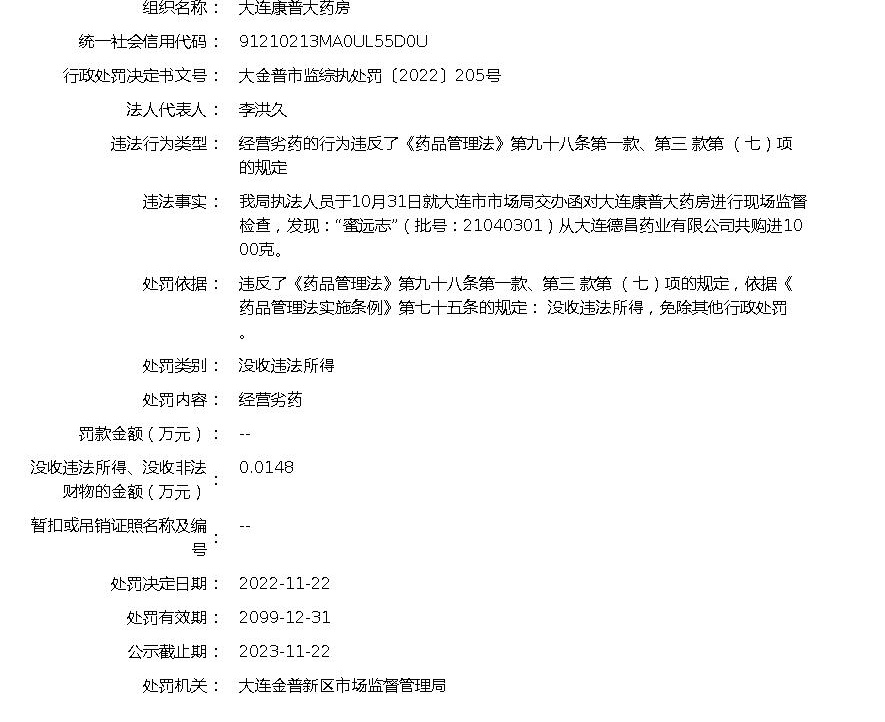 组织名称： 大连康普大药房
统一社会信用代码： 91210213MA0UL55D0U
行政处罚决定书文号： 大金普市监综执处罚〔2022〕205号
法人代表人： 李洪久
违法行为类型： 经营劣药的行为违反了《药品管理法》第九十八条第一款、第三 款第 （七）项
的规定
违法事实： 我局执法人员于10月31日就大连市市场局交办函对大连康普大药房进行现场监督
检查，发现：“蜜远志”（批号：21040301）从大连德昌药业有限公司共购进10
00克。
处罚依据： 违反了《药品管理法》第九十八条第一款、第三 款第 （七）项的规定，依据《
药品管理法实施条例》第七十五条的规定： 没收违法所得，免除其他行政处罚
。
处罚类别： 没收违法所得
处罚内容： 经营劣药
罚款金额（万元）： --
没收违法所得、没收非法
财物的金额（万元）： 0.0148
暂扣或吊销证照名称及编
号： --
处罚决定日期： 2022-11-22
处罚有效期： 2099-12-31
公示截止期： 2023-11-22
处罚机关： 大连金普新区市场监督管理局